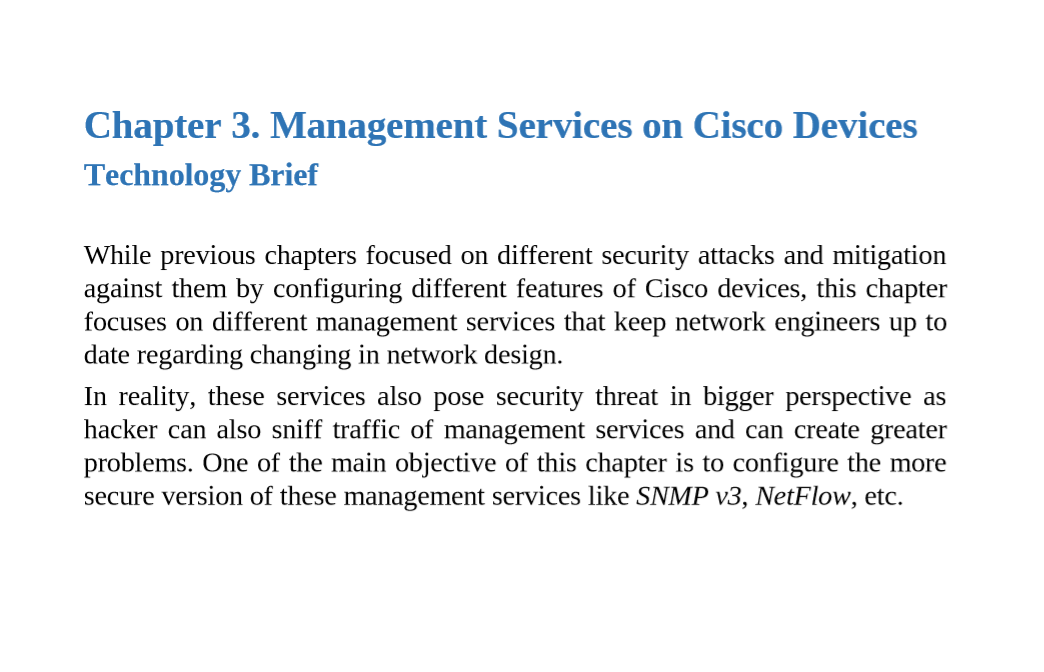 Chapter 3. Management Services on Cisco Devices
Technology Brief
While previous chapters focused on different security attacks and mitigation
against them by configuring different features of Cisco devices, this chapter
focuses on different management services that keep network engineers up to
date regarding changing in network design.
In reality, these services also pose security threat in bigger perspective as
hacker can also sniff traffic of management services and can create greater
problems. One of the main objective of this chapter is to configure the more
secure version of these management services like SNMP v3, NetFlow, etc.